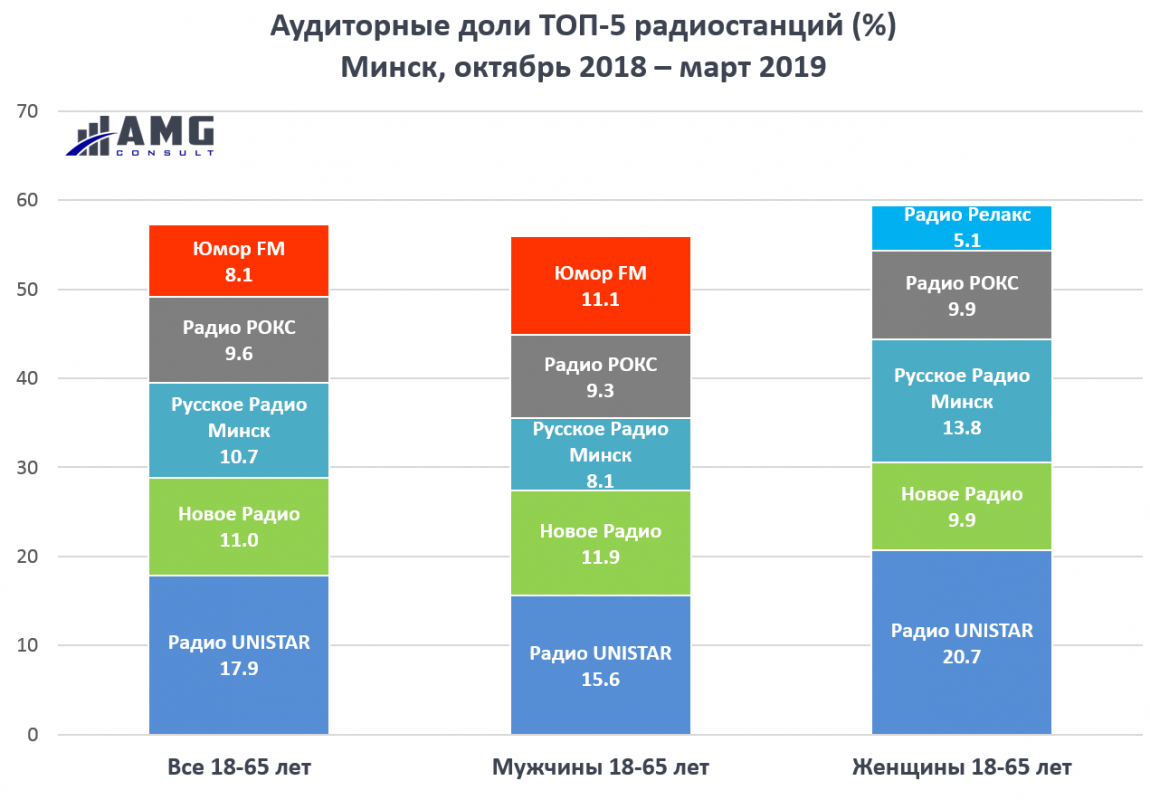 Аудиторные доли ТОП-5 радиостанций (%)
Минск, октябрь 2018 – март 2019
70
AMG
CONSULT
60
50
40
30
20
10
0
Юмор FM
8.1
Радио РОКС
9.6
Русское Радио
Минск
10.7
Новое Радио
11.0
Радио UNISTAR
17.9
Юмор FM
11.1
Радио РОКС
9.3
Русское Радио
Минск
8.1
Новое Радио
11.9
Радио UNISTAR
15.6
Радио Релакс
5.1
Радио РОКС
9.9
Русское Радио
Минск
13.8
Новое Радио
9.9
Радио UNISTAR
20.7
Все 18-65 лет
Мужчины 18-65 лет
Женщины 18-65 лет